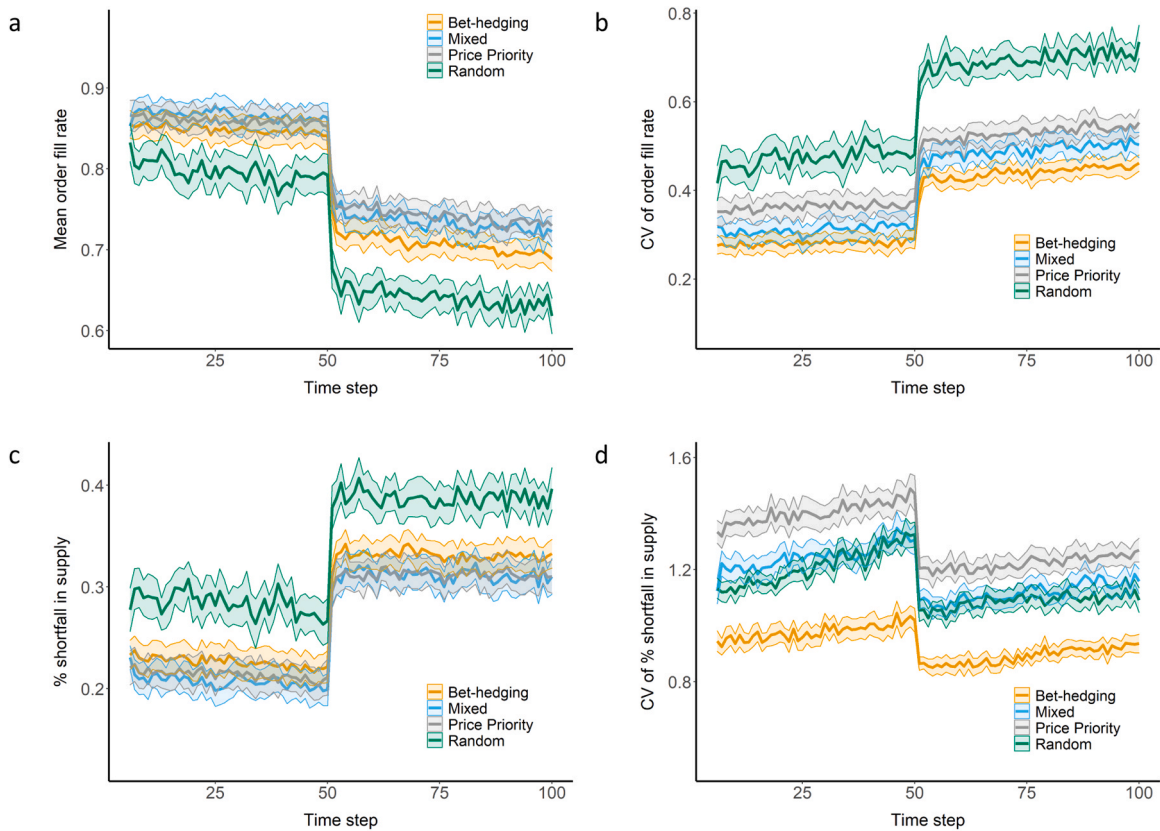 a
Bet-hedging
Mixed
Price Priority
Random
Mean order fill rate
0.9
0.8
0.7
0.6
25
50
75
100
Time step
b
0.8
0.6
0.4
0.2
CV of order fill rate
Bet-hedging
Mixed
Price Priority
Random
25
50
75
100
Time step
c
0.4
0.3
0.2
% shortfall in supply
Bet-hedging
Mixed
Price Priority
Random
25
50
75
100
Time step
d
1.6
1.2
0.8
CV of % shortfall in supply
Bet-hedging
Mixed
Price Priority
Random
25
50
75
100
Time step